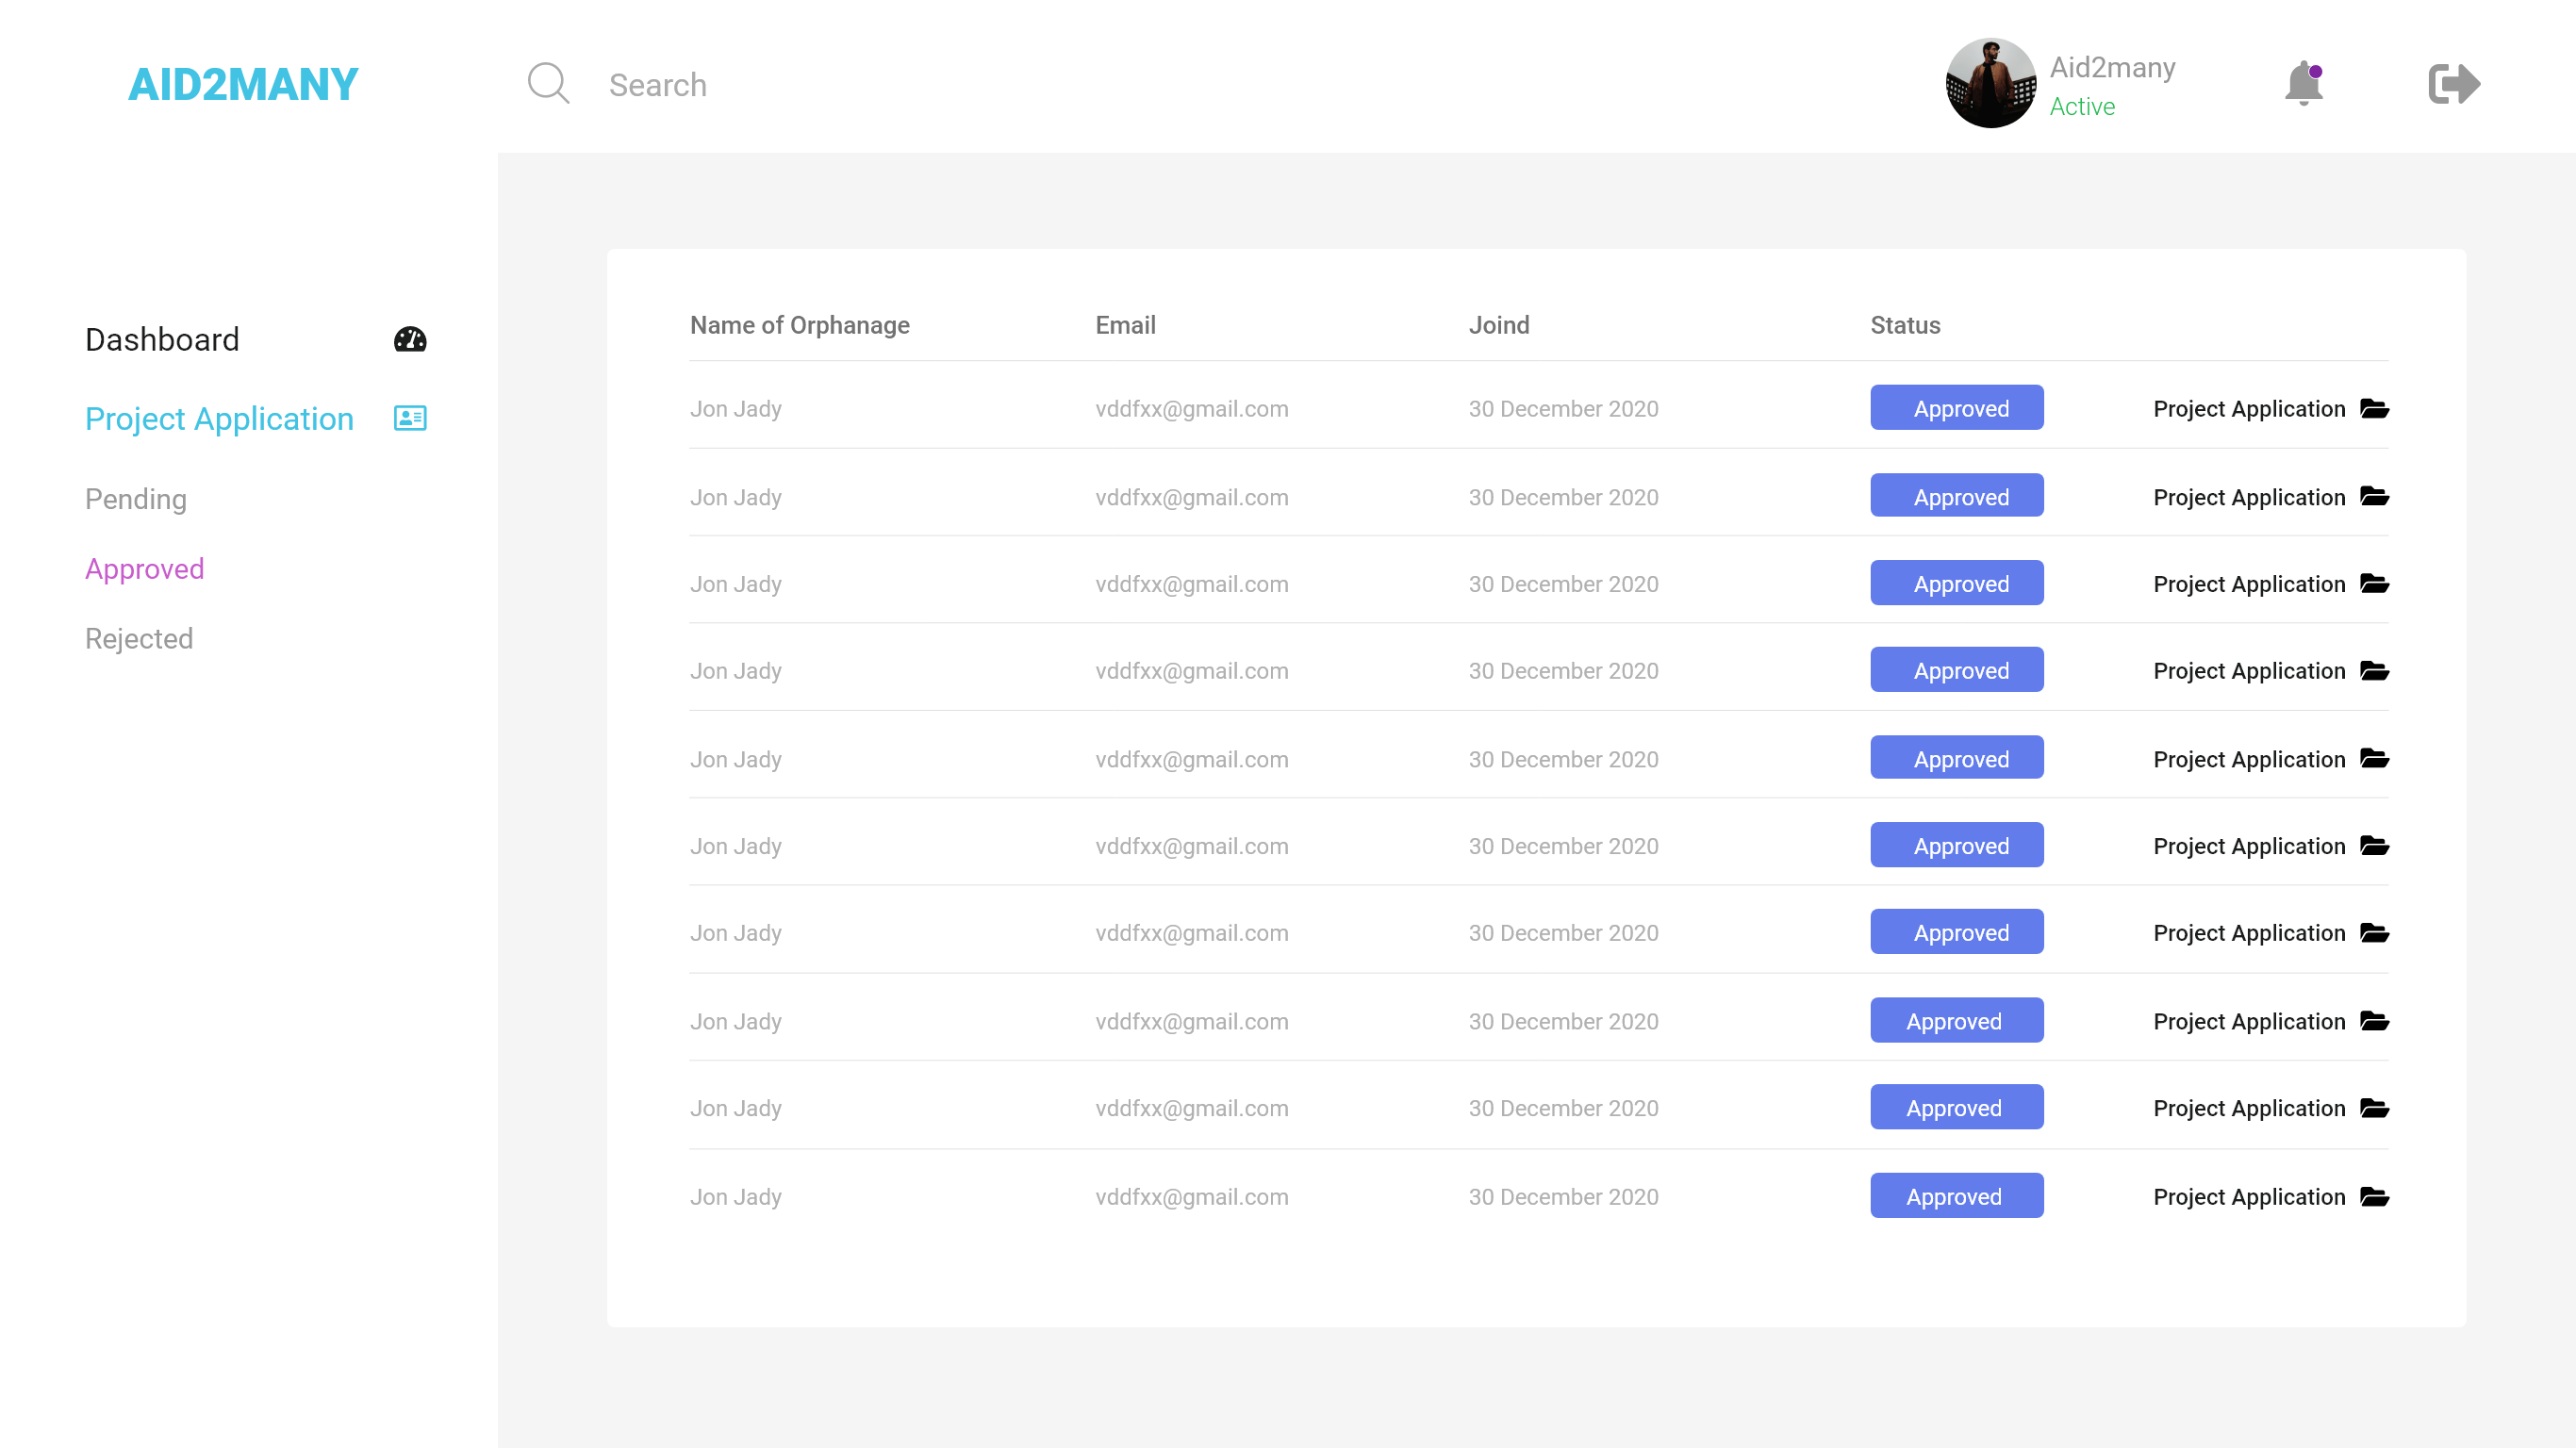 AID2MANY
Search
Aid2many
Active
Dashboard
Project Application
Pending
Approved
Rejected
Name of Orphanage Email Joind Status
Jon Jady vddfxx@gmail.com 30 December 2020 Approved Project Application
Jon Jady vddfxx@gmail.com 30 December 2020 Approved Project Application
Jon Jady vddfxx@gmail.com 30 December 2020 Approved Project Application
Jon Jady vddfxx@gmail.com 30 December 2020 Approved Project Application
Jon Jady vddfxx@gmail.com 30 December 2020 Approved Project Application
Jon Jady vddfxx@gmail.com 30 December 2020 Approved Project Application
Jon Jady vddfxx@gmail.com 30 December 2020 Approved Project Application
Jon Jady vddfxx@gmail.com 30 December 2020 Approved Project Application
Jon Jady vddfxx@gmail.com 30 December 2020 Approved Project Application
Jon Jady vddfxx@gmail.com 30 December 2020 Approved Project Application